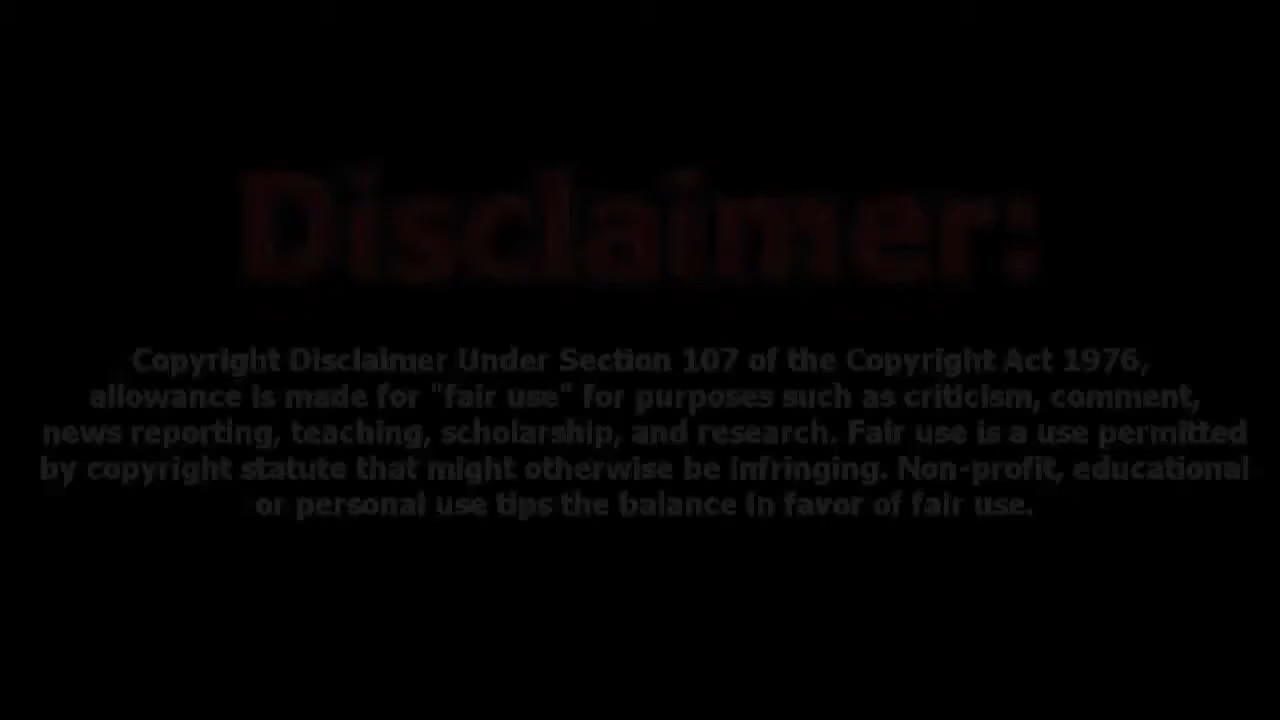 Disclaimer:
Copyright Disclaimer Under Section 107 of the Copyright Act 1976,
allowance is made for "fair use" for purposes such as criticism, comment,
news reporting, teaching, scholarship, and research. Fair use is a use permitted
by copyright statute that might otherwise be infringing. Non-profit, educational
or personal use tips the balance in favor of fair use.